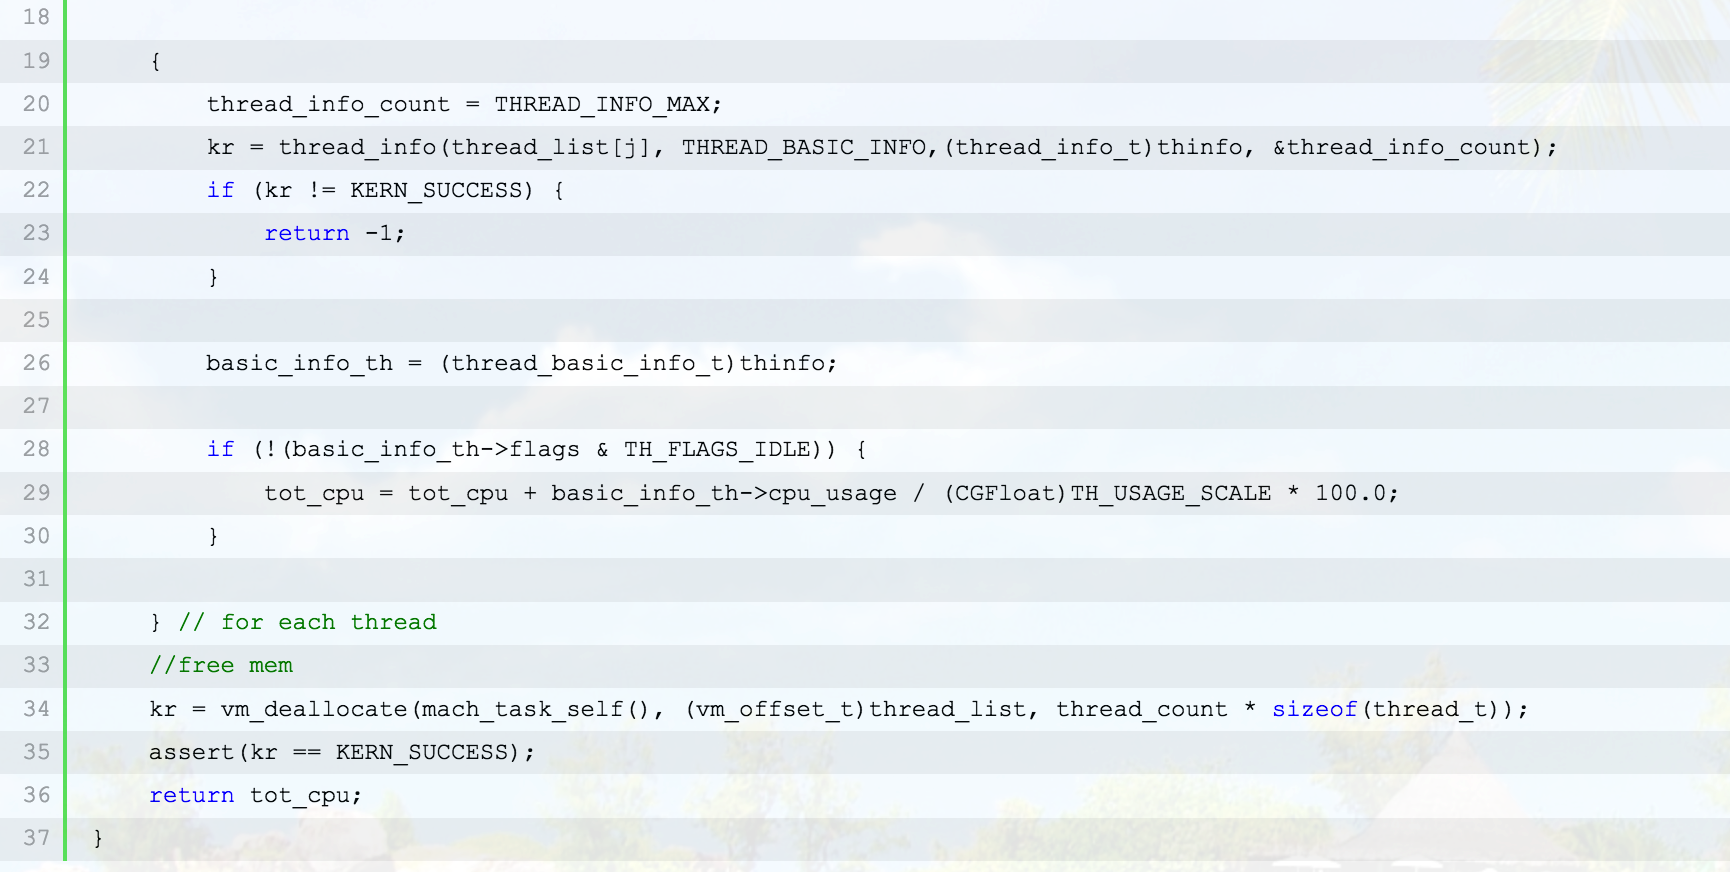 18
19 {
20 thread_info_count = THREAD_INFO_MAX;
21 kr = thread_info(thread_list[j], THREAD_BASIC_INFO,(thread_info_t)thinfo, &thread_info_count);
22 if (kr != KERN_SUCCESS) {
23 return -1;
24 }
25
26 basic_info_th = (thread_basic_info_t)thinfo;
27
28 if (!(basic_info_th->flags & TH_FLAGS_IDLE)) {
29 tot_cpu = tot_cpu + basic_info_th->cpu_usage / (CGFloat)TH_USAGE_SCALE * 100.0;
30 }
31
32 } // for each thread
33 //free mem
34 kr = vm_deallocate(mach_task_self(), (vm_offset_t)thread_list, thread_count * sizeof(thread_t));
35 assert(kr == KERN_SUCCESS);
36 return tot_cpu;
37 }